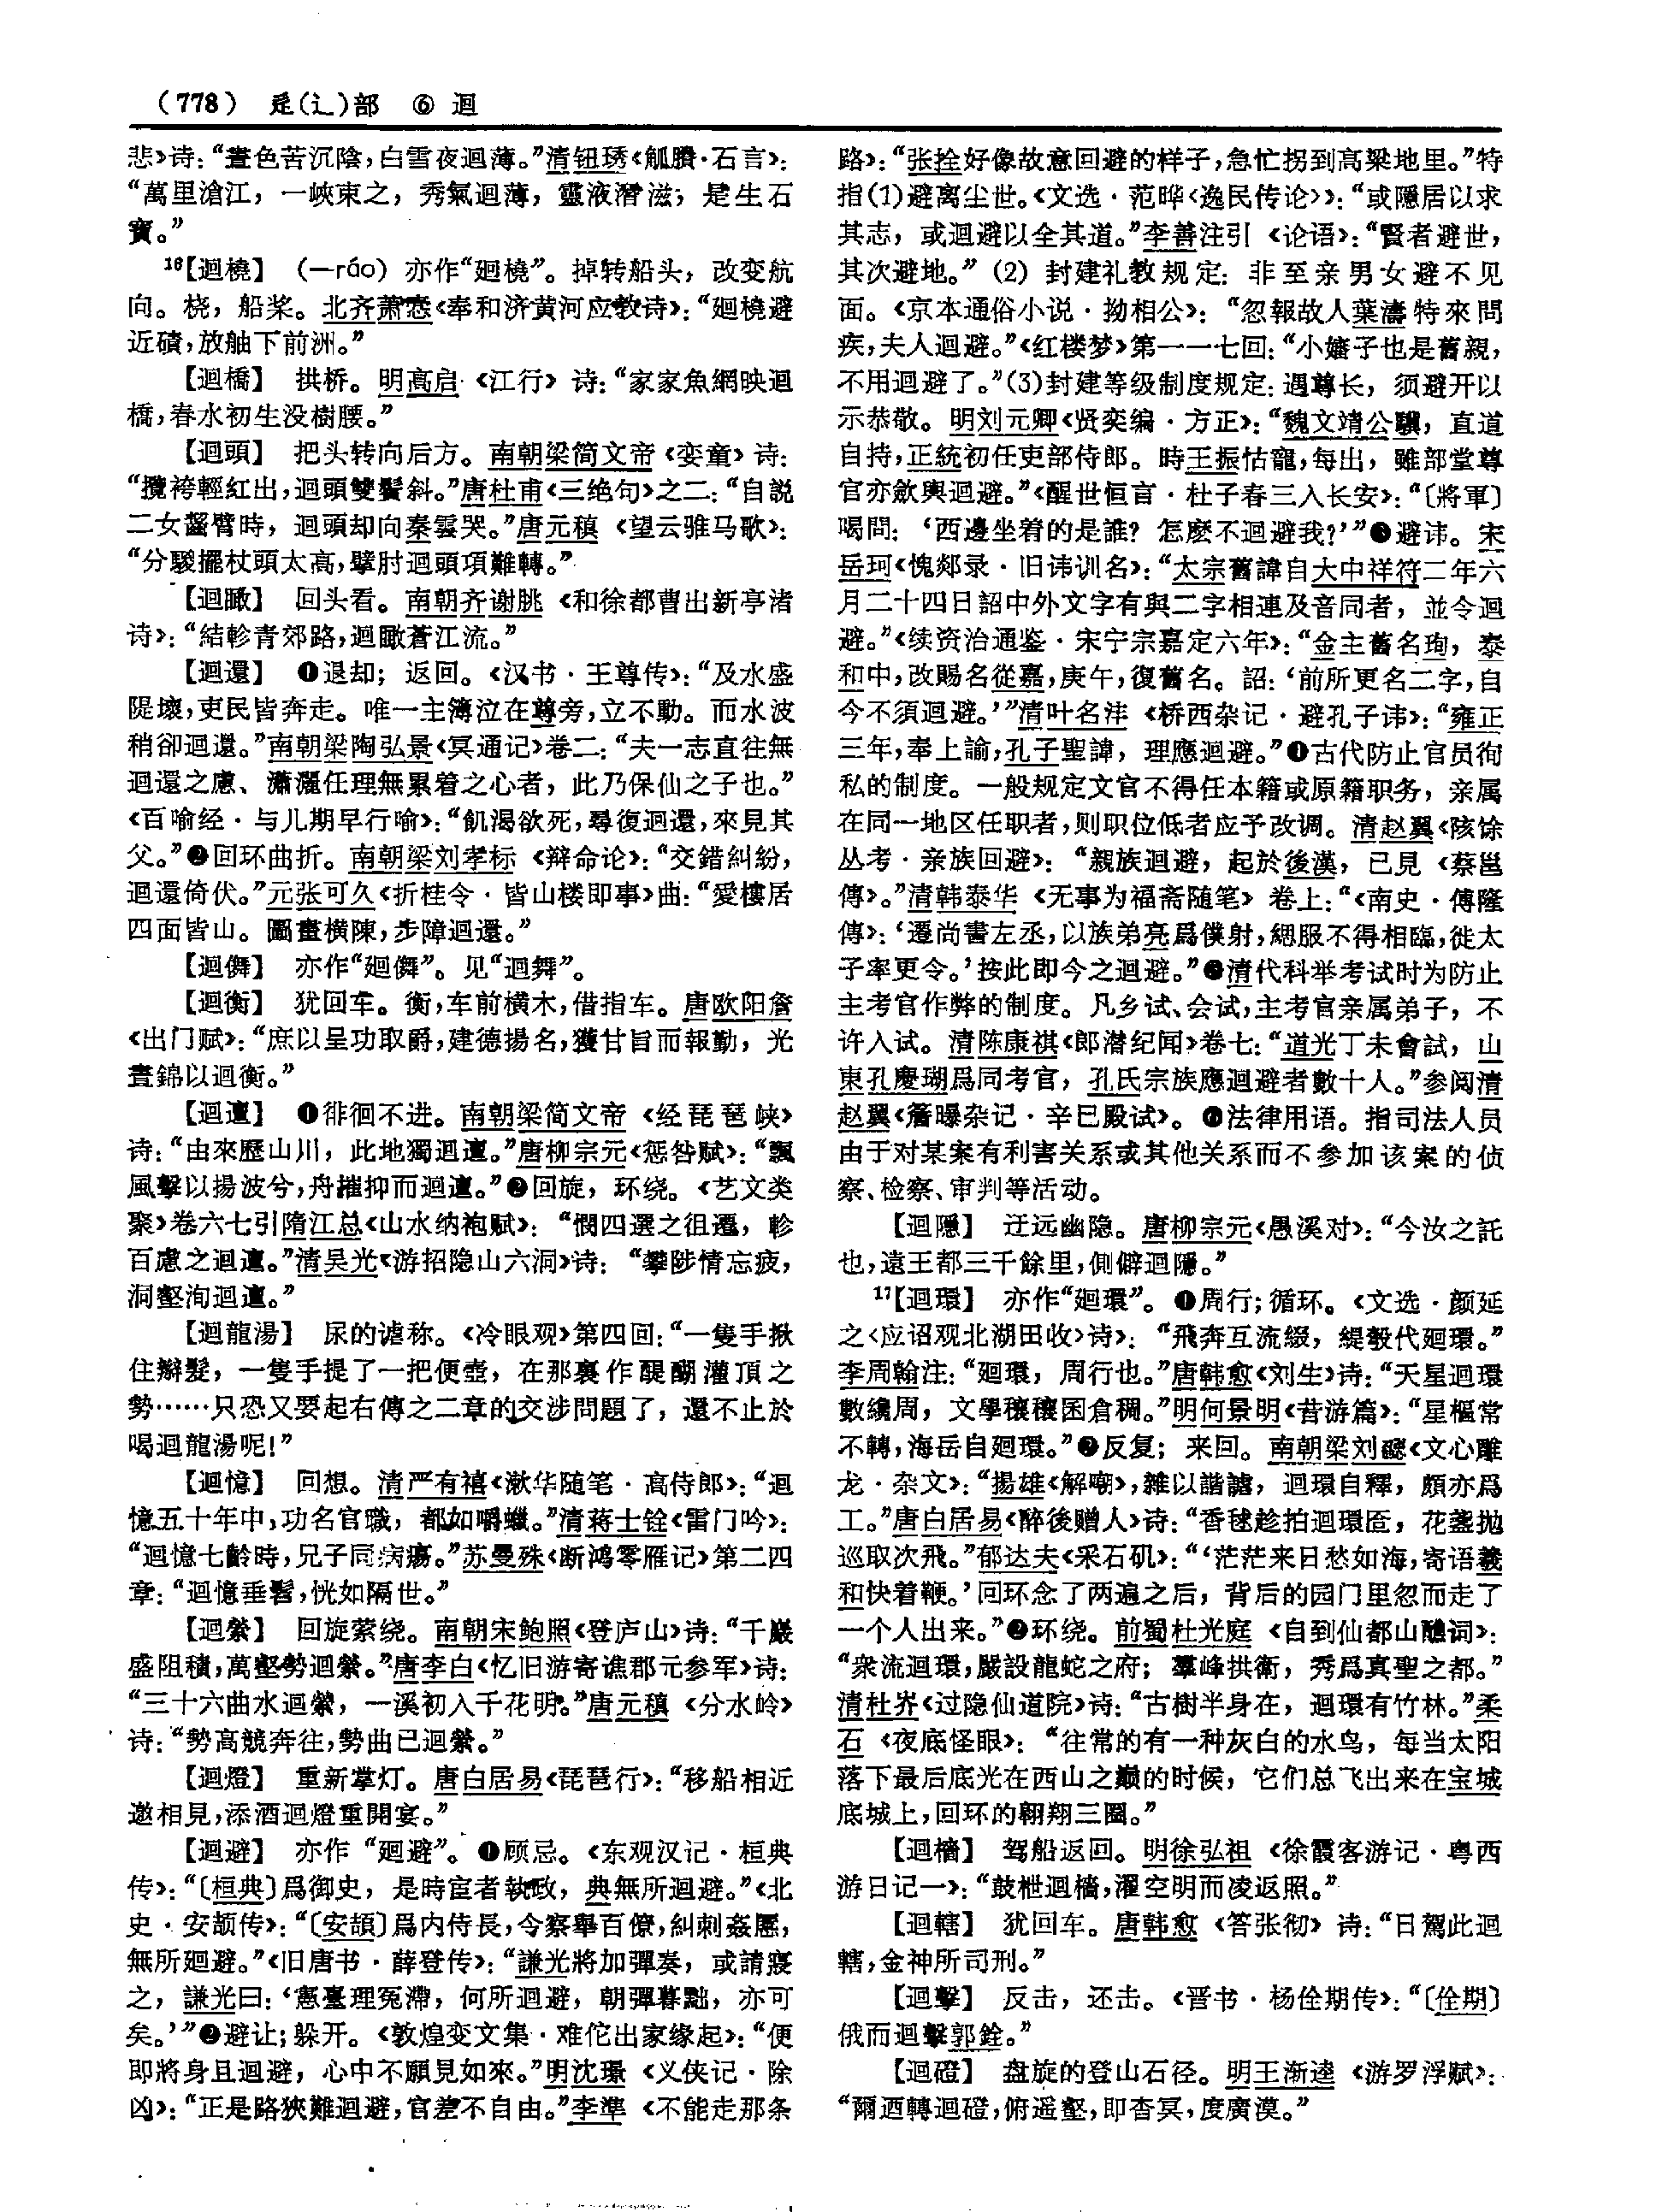 （778） 辵(辶)部 ⑥ 迴
悲》诗：“晝色苦沉陰，白雪夜迴薄。”清钮琇《觚賸·石言》：
“萬里滄江，一峽束之，秀氣迴薄，靈液潛滋；是生石
寳。”
16【迴橈】 （—ráo）亦作“廻橈”。掉转船头，改变航
向。桡，船桨。北齐萧悫《奉和济黄河应教诗》：“廻橈避
近磧，放舳下前洲。”
【迴橋】 拱桥。明高启《江行》诗：“家家魚網映迴
橋，春水初生没樹腰。”
【迴頭】 把头转向后方。南朝梁简文帝《娈童》诗：
“攬袴輕紅出，迴頭雙鬢斜。”唐杜甫《三绝句》之二：“自説
二女齧臂時，迴頭却向秦雲哭。”唐元稹《望云骓马歌》：
“分騣擺杖頭太高，擘肘迴頭項難轉。”
【迴瞰】 回头看。南朝齐谢朓《和徐都曹出新亭渚
诗》：“結軫青郊路，迴瞰蒼江流。”
【迴還】 ❶退却；返回。《汉书·王尊传》：“及水盛
隄壞，吏民皆奔走。唯一主簿泣在尊旁，立不動。而水波
稍卻迴還。”南朝梁陶弘景《冥通记》卷二：“夫一志直往無
迴還之慮、瀟灑任理無累着之心者，此乃保仙之子也。”
《百喻经·与儿期早行喻》：“飢渴欲死，尋復迴還，來見其
父。”❷回环曲折。南朝梁刘孝标《辩命论》：“交錯糾紛，
迴還倚伏。”元张可久《折桂令·皆山楼即事》曲：“愛樓居
四面皆山。圖畫横陳，步障迴還。”
【迴儛】 亦作“廻儛”。见“迴舞”。
【迴衡】 犹回车。衡，车前横木，借指车。唐欧阳詹
《出门赋》：“庶以呈功取爵，建德揚名，獲甘旨而報勤，光
晝錦以迴衡。”
【迴邅】 ❶徘徊不进。南朝梁简文帝《经琵琶峡》
诗：“由來歷山川，此地獨迴邅。”唐柳宗元《惩咎赋》：“飄
風擊以揚波兮，舟摧抑而迴邅。”❷回旋，环绕。《艺文类
聚》卷六七引隋江总《山水纳袍赋》：“憫四選之徂遷，軫
百慮之迴邅。”清吴光《游招隐山六洞》诗：“攀陟情忘疲，
洞壑洵迴邅。”
【迴龍湯】 尿的谑称。《冷眼观》第四回：“一隻手揪
住辮髮，一隻手提了一把便壺，在那裏作醍醐灌頂之
勢……只恐又要起右傳之二章的交涉問題了，還不止於
喝迴龍湯呢！”
【迴憶】 回想。清严有禧《漱华随笔·高侍郎》：“迴
憶五十年中，功名官職，都如嚼蠟。”清蒋士铨《雷门吟》：
“迴憶七齡時，兄子同病瘍。”苏曼殊《断鸿零雁记》第二四
章：“迴憶垂髫，恍如隔世。”
【迴縈】 回旋萦绕。南朝宋鲍照《登庐山》诗：“千巖
盛阻積，萬壑勢迴縈。”唐李白《忆旧游寄谯郡元参军》诗：
“三十六曲水迴縈，一溪初入千花明。”唐元稹《分水岭》
诗：“勢高競奔往，勢曲已迴縈。”
【迴燈】 重新掌灯。唐白居易《琵琶行》：“移船相近
邀相見，添酒迴燈重開宴。”
【迴避】 亦作“廻避”。❶顾忌。《东观汉记·桓典
传》：“〔桓典〕爲御史，是時宦者執政，典無所迴避。”《北
史·安颉传》：“〔安頡〕爲内侍長，令察舉百僚，糾刺姦慝，
無所廻避。”《旧唐书·薛登传》：“謙光將加彈奏，或請寢
之，謙光曰：‘憲臺理冤滯，何所迴避，朝彈暮黜，亦可
矣。’”❷避让；躲开。《敦煌变文集·难佗出家缘起》：“便
即將身且迴避，心中不願見如來。”明沈璟《义侠记·除
凶》：“正是路狹難迴避，官差不自由。”李凖《不能走那条
路》：“张拴好像故意回避的样子，急忙拐到高粱地里。”特
指(1)避离尘世。《文选·范晔〈逸民传论〉》：“或隱居以求
其志，或迴避以全其道。”李善注引《论语》：“賢者避世，
其次避地。”(2)封建礼教规定：非至亲男女避不见
面。《京本通俗小说·拗相公》：“忽報故人葉濤特來問
疾，夫人迴避。”《红楼梦》第一一七回：“小嬸子也是舊親，
不用迴避了。”(3)封建等级制度规定：遇尊长，须避开以
示恭敬。明刘元卿《贤奕编·方正》：“魏文靖公驥，直道
自持，正統初任吏部侍郎。時王振怙寵，每出，雖部堂尊
官亦斂輿迴避。”《醒世恒言·杜子春三入长安》：“〔將軍〕
喝問：‘西邊坐着的是誰？怎麽不迴避我？’”❸避讳。宋
岳珂《愧郯录·旧讳训名》：“太宗舊諱自大中祥符二年六
月二十四日詔中外文字有與二字相連及音同者，並令迴
避。”《续资治通鉴·宋宁宗嘉定六年》：“金主舊名珣，泰
和中，改賜名從嘉，庚午，復舊名。詔：‘前所更名二字，自
今不須迴避。’”清叶名沣《桥西杂记·避孔子讳》：“雍正
三年，奉上諭，孔子聖諱，理應迴避。”❹古代防止官员徇
私的制度。一般规定文官不得任本籍或原籍职务，亲属
在同一地区任职者，则职位低者应予改调。清赵翼《陔馀
丛考·亲族回避》：“親族迴避，起於後漢，已見《蔡邕
傳》。”清韩泰华《无事为福斋随笔》卷上：“《南史·傅隆
傳》：‘遷尚書左丞，以族弟亮爲僕射，緦服不得相臨，徙太
子率更令。’按此即今之迴避。”❺清代科举考试时为防止
主考官作弊的制度。凡乡试、会试，主考官亲属弟子，不
许入试。清陈康祺《郎潜纪闻》卷七：“道光丁未會試，山
東孔慶瑚爲同考官，孔氏宗族應迴避者數十人。”参阅清
赵翼《簷曝杂记·辛巳殿试》。❻法律用语。指司法人员
由于对某案有利害关系或其他关系而不参加该案的侦
察、检察、审判等活动。
【迴隱】 迂远幽隐。唐柳宗元《愚溪对》：“今汝之託
也，遠王都三千餘里，側僻迴隱。”
17【迴環】 亦作“廻環”。❶周行；循环。《文选·颜延
之〈应诏观北湖田收〉诗》：“飛奔互流綴，緹彀代廻環。”
李周翰注：“廻環，周行也。”唐韩愈《刘生》诗：“天星迴環
數纔周，文學穰穰囷倉稠。”明何景明《昔游篇》：“星樞常
不轉，海岳自廻環。”❷反复；来回。南朝梁刘勰《文心雕
龙·杂文》：“揚雄《解嘲》，雜以諧謔，迴環自釋，頗亦爲
工。”唐白居易《醉後赠人》诗：“香毬趁拍迴環匼，花盞抛
巡取次飛。”郁达夫《采石矶》：“‘茫茫来日愁如海，寄语羲
和快着鞭。’回环念了两遍之后，背后的园门里忽而走了
一个人出来。”❸环绕。前蜀杜光庭《自到仙都山醮词》：
“衆流迴環，嚴設龍蛇之府；羣峰拱衛，秀爲真聖之都。”
清杜岕《过隐仙道院》诗：“古樹半身在，迴環有竹林。”柔
石《夜底怪眼》：“往常的有一种灰白的水鸟，每当太阳
落下最后底光在西山之巅的时候，它们总飞出来在宝城
底城上，回环的翱翔三圈。”
【迴檣】 驾船返回。明徐弘祖《徐霞客游记·粤西
游日记一》：“鼓枻迴檣，濯空明而凌返照。”
【迴轄】 犹回车。唐韩愈《答张彻》诗：“日駕此迴
轄，金神所司刑。”
【迴擊】 反击，还击。《晋书·杨佺期传》：“〔佺期〕
俄而迴擊郭銓。”
【迴磴】 盘旋的登山石径。明王渐逵《游罗浮赋》：
“爾迺轉迴磴，俯遥壑，即杳冥，度廣漠。”